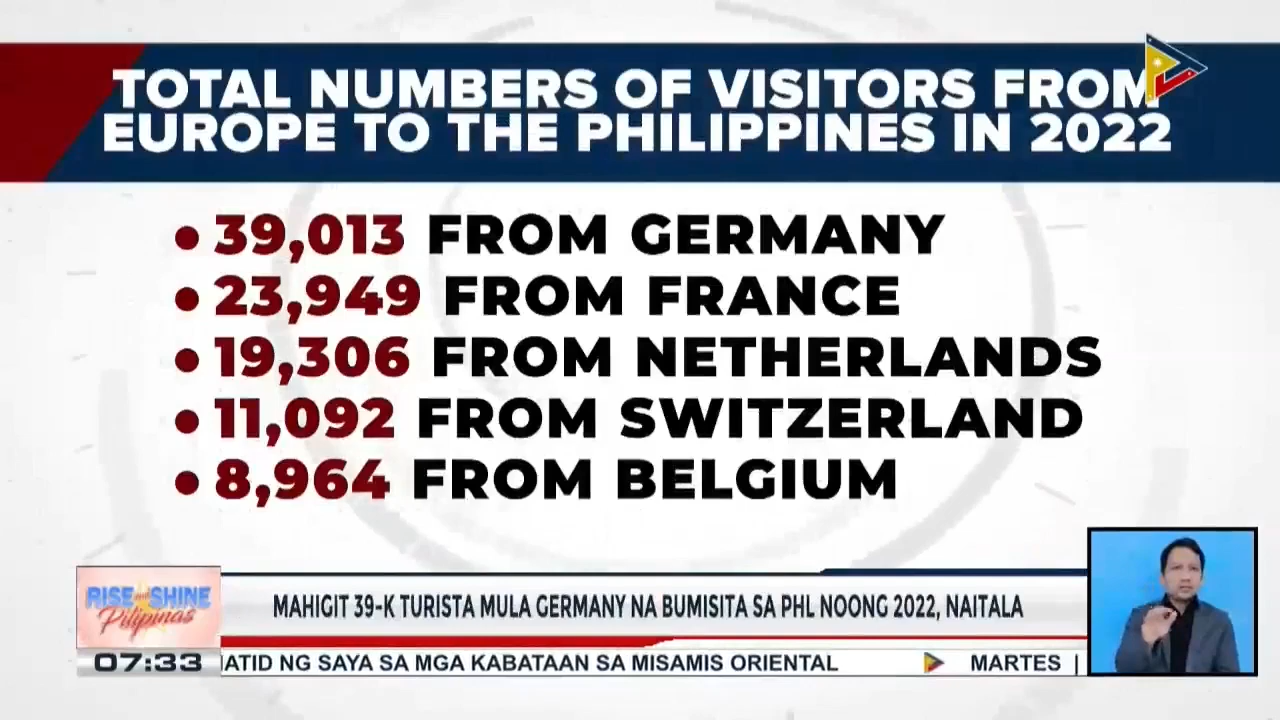 TOTAL NUMBERS OF VISITORS FROM
EUROPE TO THE PHILIPPINES IN 2022
• 39,013 FROM GERMANY
• 23,949 FROM FRANCE
• 19,306 FROM NETHERLANDS
• 11,092 FROM SWITZERLAND
• 8,964 FROM BELGIUM
RISE and SHINE
Pilipinas
MAHIGIT 39-K TURISTA MULA GERMANY NA BUMISITA SA PHL NOONG 2022, NAITALA
07:33
ATID NG SAYA SA MGA KABATAAN SA MISAMIS ORIENTAL MARTES |